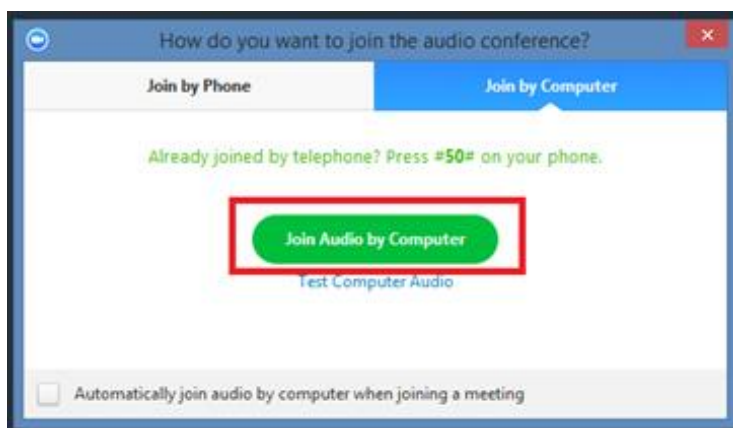 How do you want to join the audio conference?
Join by Phone
Join by Computer
Already joined by telephone? Press #50# on your phone.
Join Audio by Computer
Test Computer Audio
Automatically join audio by computer when joining a meeting